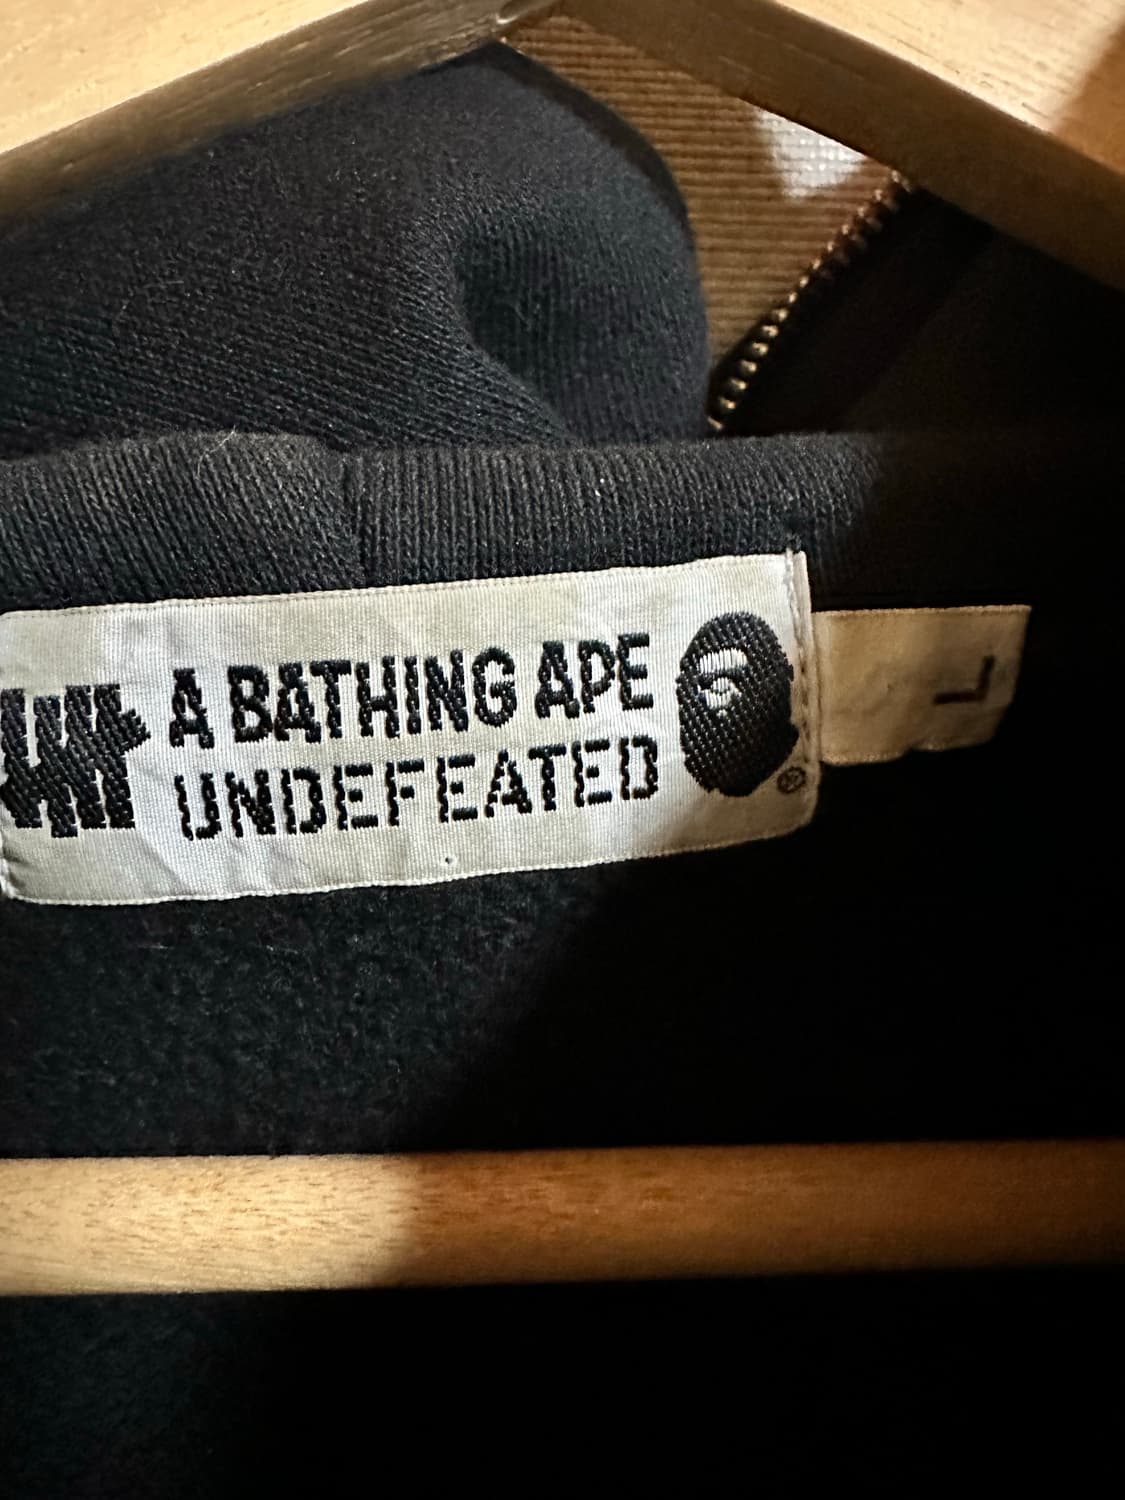 A BATHING APE
UNDEFEATED
®
L